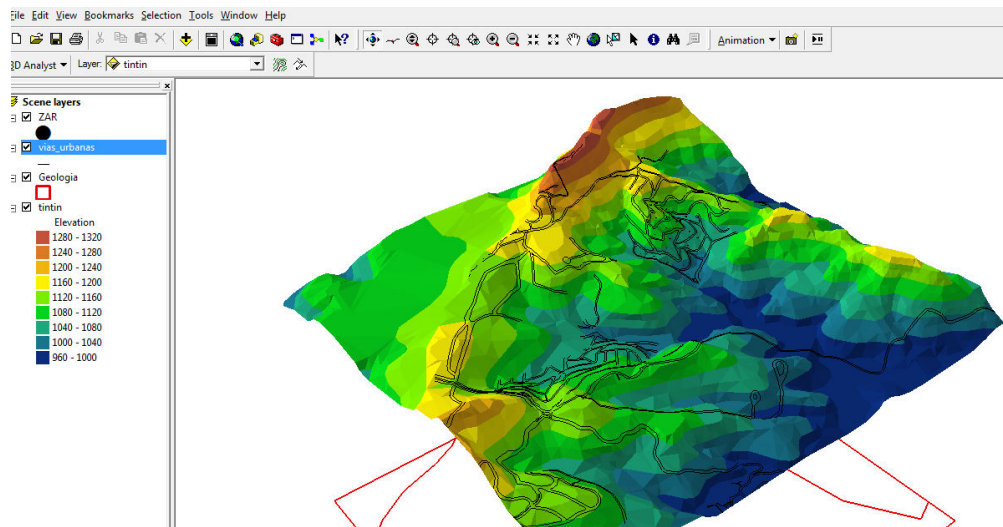 File Edit View Bookmarks Selection Tools Window Help
Animation
3D Analyst Layer: tintin
Scene layers
ZAR
vias_urbanas
Geologia
tintin
Elevation
1280 - 1320
1240 - 1280
1200 - 1240
1160 - 1200
1120 - 1160
1080 - 1120
1040 - 1080
1000 - 1040
960 - 1000